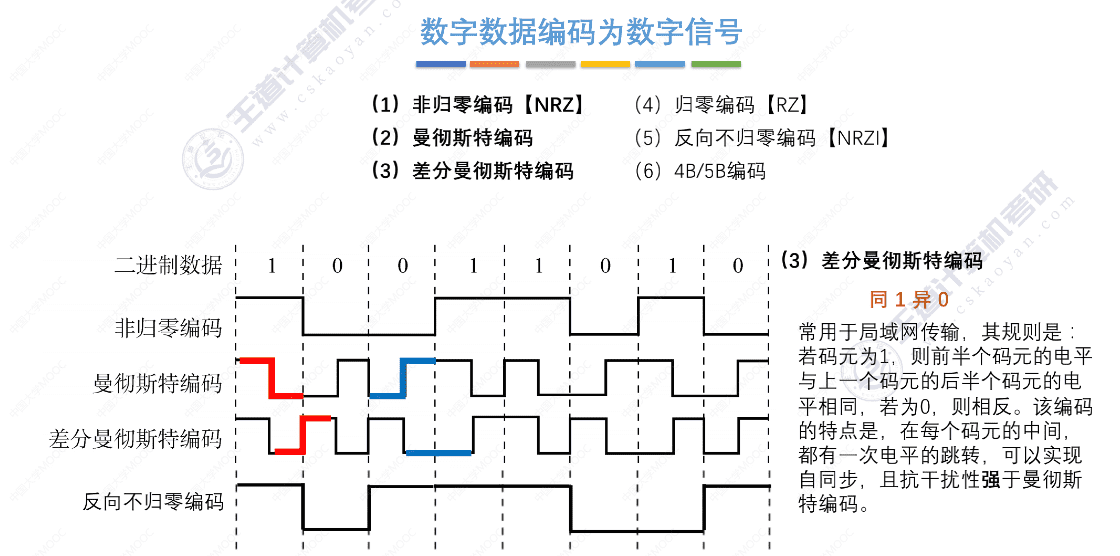 数字数据编码为数字信号
（1）非归零编码【NRZ】
（2）曼彻斯特编码
（3）差分曼彻斯特编码
（4）归零编码【RZ】
（5）反向不归零编码【NRZI】
（6）4B/5B编码
王道计算机考研
www.cskaoyan.com
二进制数据 1 0 0 1 1 0 1 0
非归零编码
曼彻斯特编码
差分曼彻斯特编码
反向不归零编码
（3）差分曼彻斯特编码
同1异0
常用于局域网传输，其规则是：
若码元为1，则前半个码元的电平
与上一个码元的后半个码元的电
平相同，若为0，则相反。该编码
的特点是，在每个码元的中间，
都有一次电平的跳转，可以实现
自同步，且抗干扰性强于曼彻斯
特编码。
王道计算机考研
www.cskaoyan.com